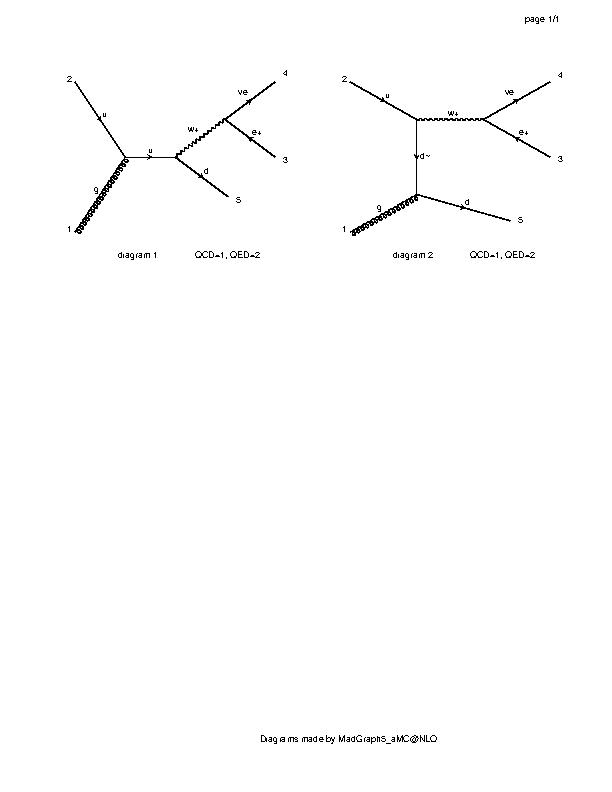 page 1/1
2
u
g
1
u
w+
d
5
ve
4
e+
3
diagram 1 QCD=1, QED=2
2
u
w+
ve
4
e+
3
d~
g
1
d
5
diagram 2 QCD=1, QED=2
Diagrams made by MadGraph5_aMC@NLO